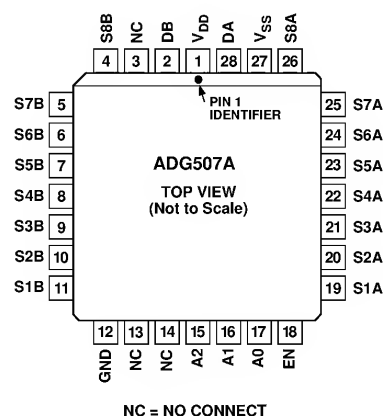 S8B NC DB VDD DA VSS S8A
4 3 2 1 28 27 26
PIN 1
IDENTIFIER
S7B 5 25 S7A
S6B 6 24 S6A
S5B 7 23 S5A
S4B 8 22 S4A
S3B 9 21 S3A
S2B 10 20 S2A
S1B 11 19 S1A
ADG507A
TOP VIEW
(Not to Scale)
12 13 14 15 16 17 18
GND NC NC A2 A1 A0 EN
NC = NO CONNECT